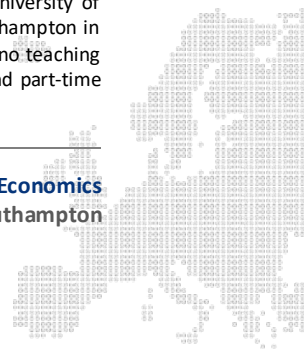 niversity of
hampton in
no teaching
nd part-time
Economics
uthampton